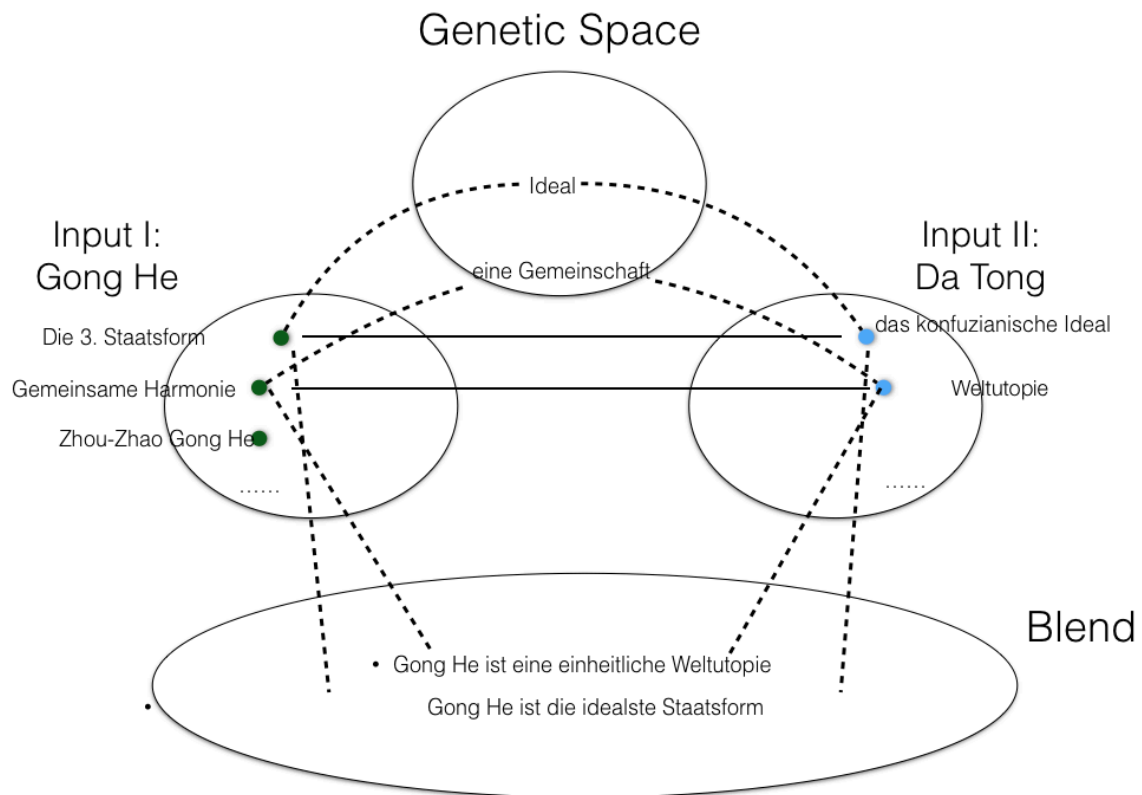 Genetic Space
Ideal
eine Gemeinschaft
Input I:
Gong He
Die 3. Staatsform
Gemeinsame Harmonie
Zhou-Zhao Gong He
......
Input II:
Da Tong
das konfuzianische Ideal
Weltutopie
......
Blend
• Gong He ist eine einheitliche Weltutopie
• Gong He ist die idealste Staatsform